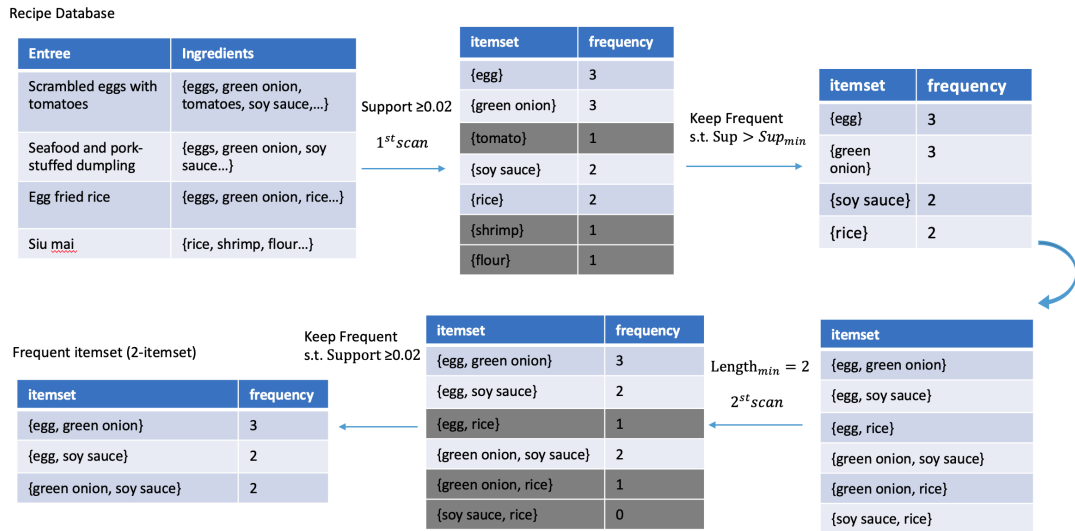 Recipe Database
Entree Ingredients
Scrambled eggs with
tomatoes
{eggs, green onion,
tomatoes, soy sauce,...}
Seafood and pork-
stuffed dumpling
{eggs, green onion, soy
sauce...}
Egg fried rice {eggs, green onion, rice...}
Siu mai {rice, shrimp, flour...}
Support ≥0.02
1ˢᵗ scan
itemset frequency
{egg} 3
{green onion} 3
{tomato} 1
{soy sauce} 2
{rice} 2
{shrimp} 1
{flour} 1
Keep Frequent
s.t. Sup > Sup_min
itemset frequency
{egg} 3
{green
onion}
3
{soy sauce} 2
{rice} 2
itemset
{egg, green onion}
{egg, soy sauce}
{egg, rice}
{green onion, soy sauce}
{green onion, rice}
{soy sauce, rice}
Length_min = 2
2ˢᵗ scan
itemset frequency
{egg, green onion} 3
{egg, soy sauce} 2
{egg, rice} 1
{green onion, soy sauce} 2
{green onion, rice} 1
{soy sauce, rice} 0
Keep Frequent
s.t. Support ≥0.02
Frequent itemset (2-itemset)
itemset frequency
{egg, green onion} 3
{egg, soy sauce} 2
{green onion, soy sauce} 2